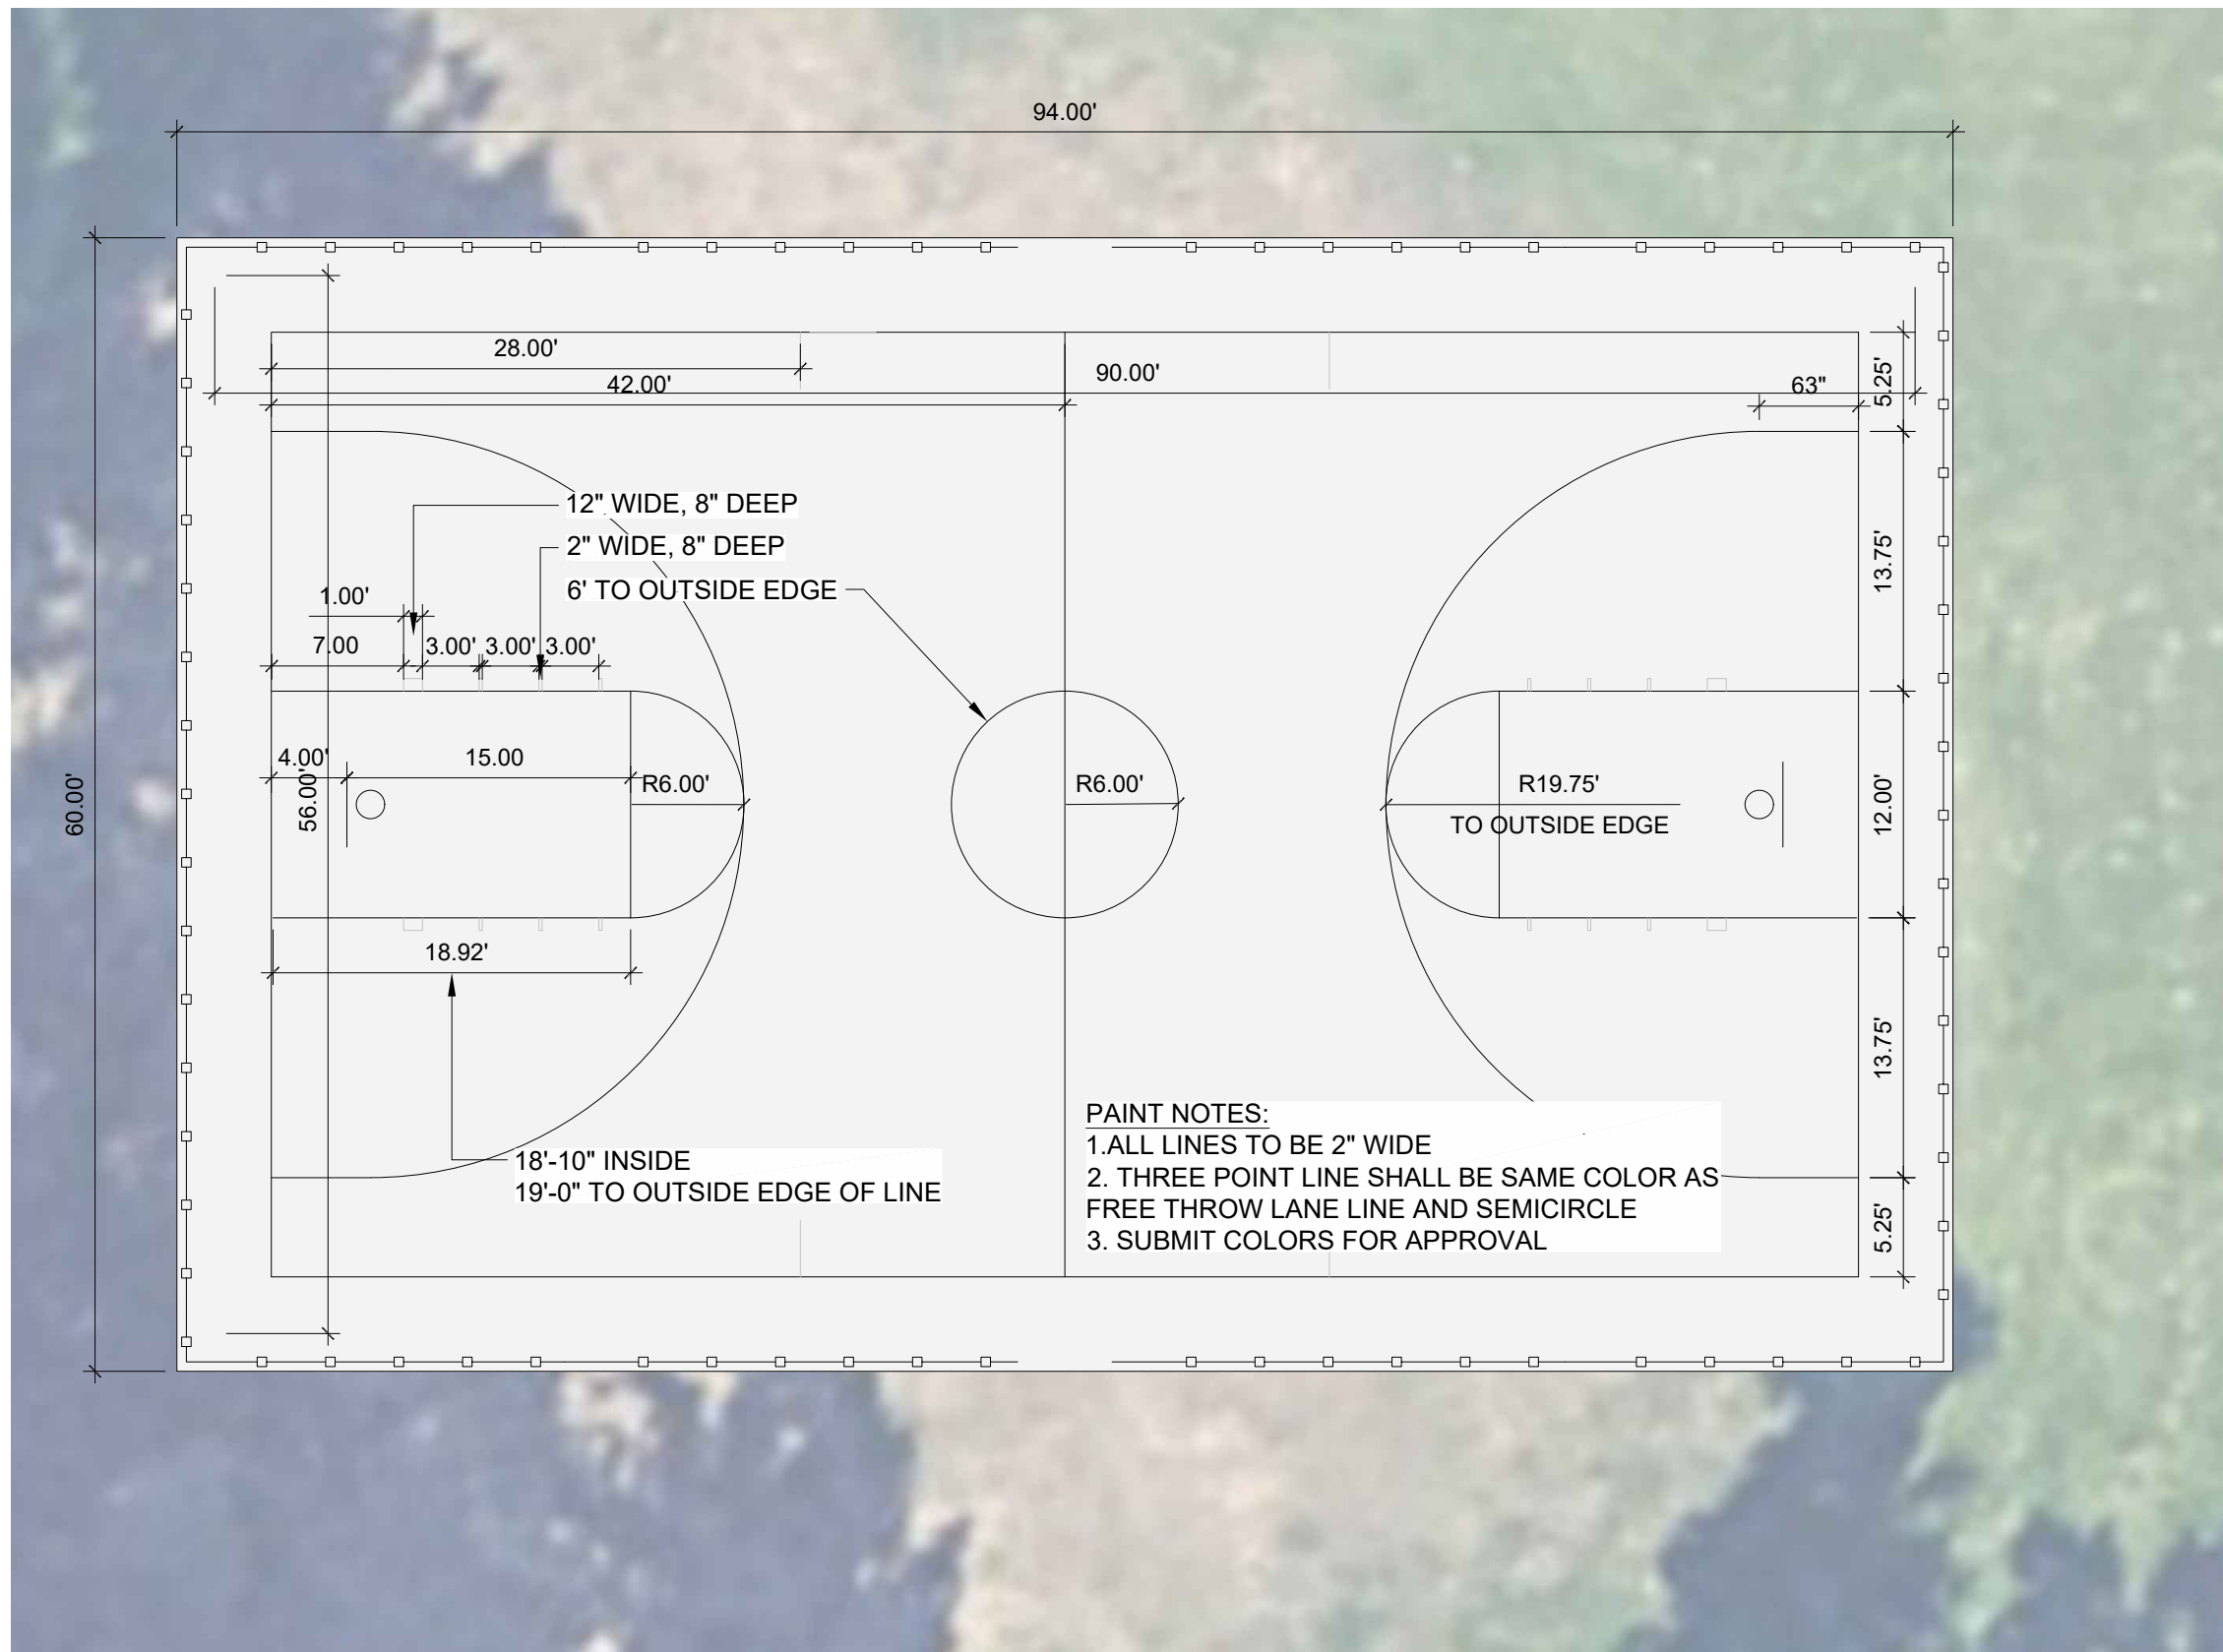 94.00'
28.00'
90.00'
42.00'
63"
5.25'
12" WIDE, 8" DEEP
2" WIDE, 8" DEEP
13.75'
6' TO OUTSIDE EDGE
1.00'
7.00
3.00'
3.00'
3.00'
4.00'
15.00
R6.00'
R6.00'
R19.75'
TO OUTSIDE EDGE
12.00'
56.00'
60.00'
18.92'
13.75'
18'-10" INSIDE
19'-0" TO OUTSIDE EDGE OF LINE
PAINT NOTES:
1.ALL LINES TO BE 2" WIDE
2. THREE POINT LINE SHALL BE SAME COLOR AS
FREE THROW LANE LINE AND SEMICIRCLE
3. SUBMIT COLORS FOR APPROVAL
5.25'